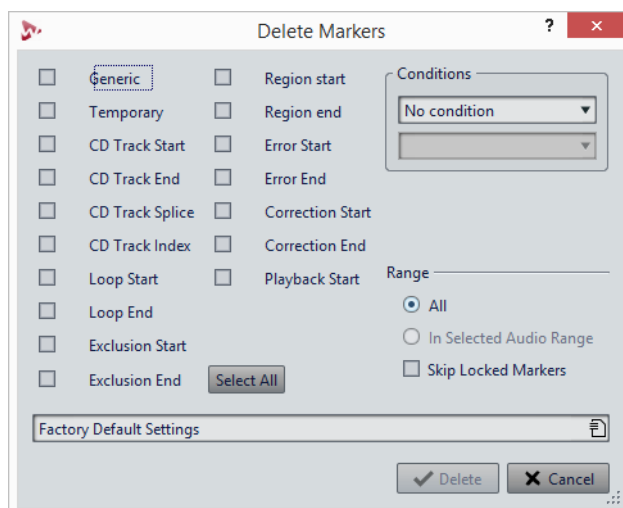 Delete Markers
?
Generic
Temporary
CD Track Start
CD Track End
CD Track Splice
CD Track Index
Loop Start
Loop End
Exclusion Start
Exclusion End
Region start
Region end
Error Start
Error End
Correction Start
Correction End
Playback Start
Select All
Conditions
No condition
Range
All
In Selected Audio Range
Skip Locked Markers
Factory Default Settings
Delete
Cancel